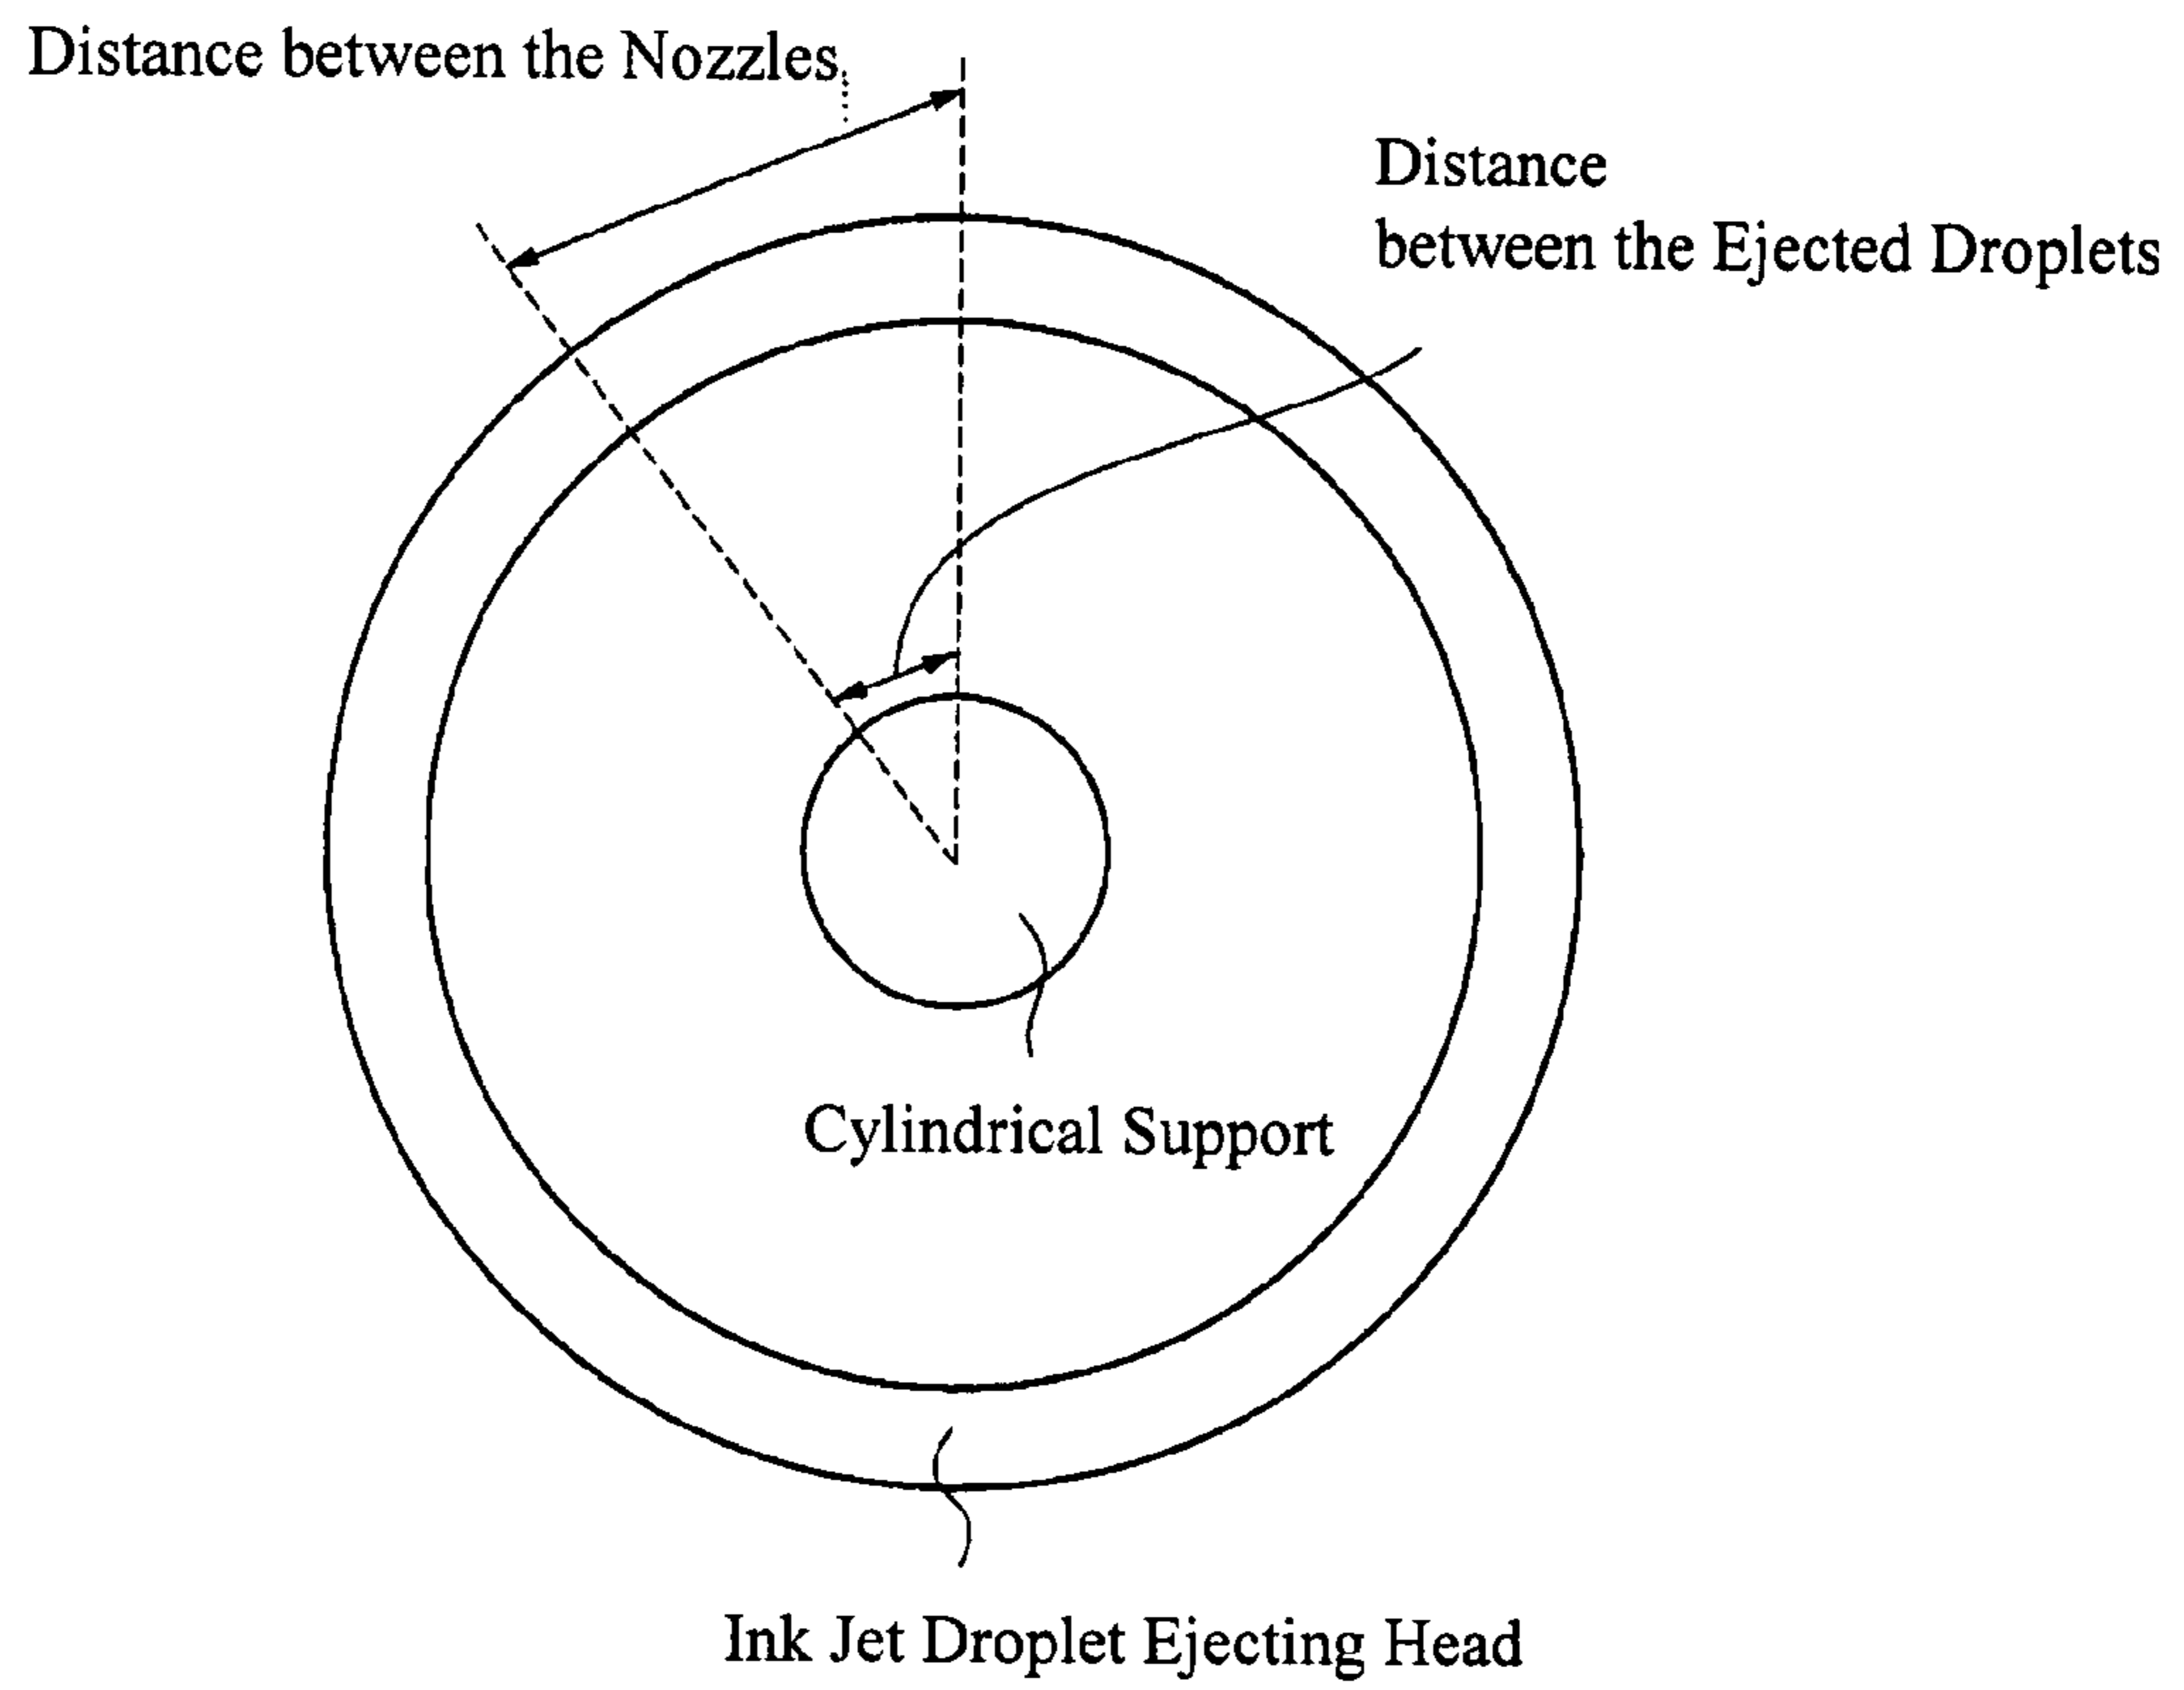 Distance between the Nozzles
Distance
between the Ejected Droplets
Cylindrical Support
Ink Jet Droplet Ejecting Head